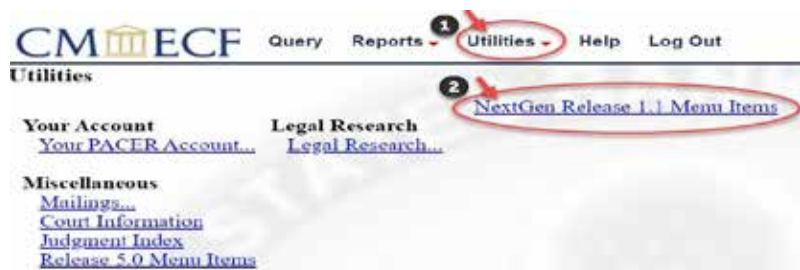 CM ECF Query Reports Utilities Help Log Out
1
Utilities
2
NextGen Release 1.1 Menu Items
Your Account
Your PACER Account...
Legal Research
Legal Research...
Miscellaneous
Mailings...
Court Information
Judgment Index
Release 5.0 Menu Items